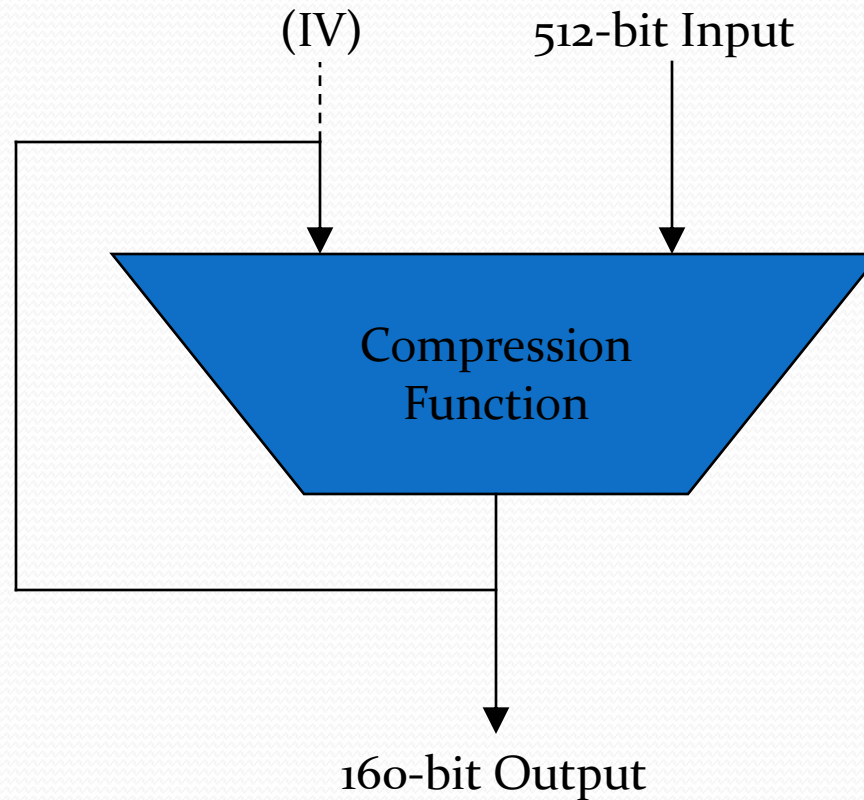 (IV)
512-bit Input
Compression
Function
160-bit Output